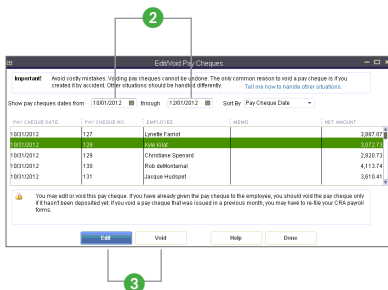 2
Edit/Void Pay Cheques
Important! Avoid costly mistakes. Voiding pay cheques cannot be undone. The only common reason to void a pay cheque is if you
created it by accident. Other situations should be handled differently. Tell me how to handle other situations.
Show pay cheques dates from 10/01/2012 through 12/01/2012 Sort By Pay Cheque Date
PAY CHEQUE DATE PAY CHEQUE NO. EMPLOYEE MEMO NET AMOUNT
10/31/2012 127 Lynette Farriot 3,887.07
10/31/2012 128 Kyle Kilat 3,072.73
10/31/2012 129 Christiane Spenard 2,820.73
10/31/2012 130 Rob deMontarnal 4,113.74
10/31/2012 131 Jacque Hudspet 3,610.41
You may edit or void this pay cheque. If you have already given the pay cheque to the employee, you should void the pay cheque only
if it hasn't been deposited yet. If you void a pay cheque that was issued in a previous month, you may have to re-file your CRA payroll
forms.
Edit Void Help Done
3